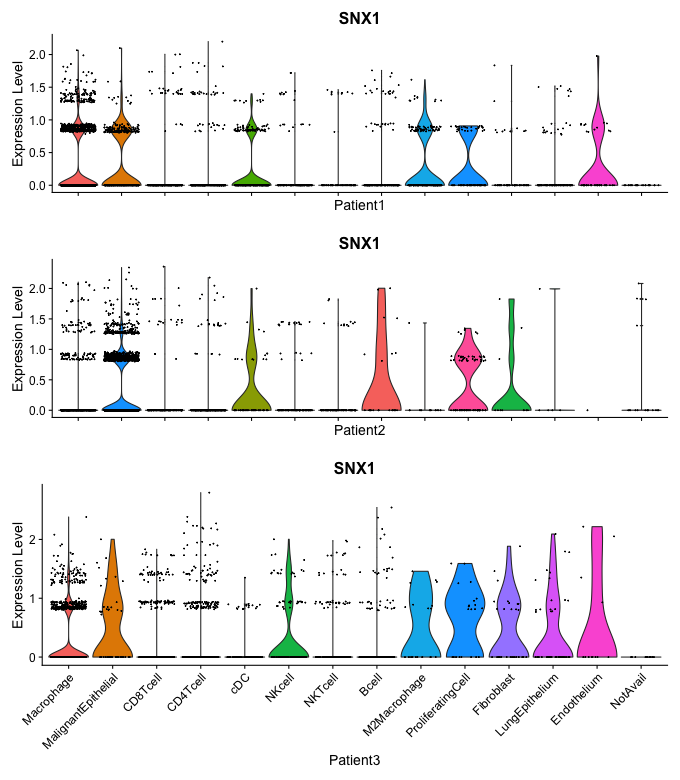 SNX1
Expression Level
2.0
1.5
1.0
0.5
0.0
Patient1
SNX1
Expression Level
2.0
1.5
1.0
0.5
0.0
Patient2
SNX1
Expression Level
2
1
0
Macrophage
MalignantEpithelial
CD8Tcell
CD4Tcell
cDC
NKcell
NKTcell
Bcell
M2Macrophage
ProliferatingCell
Fibroblast
LungEpithelium
Endothelium
NotAvail
Patient3